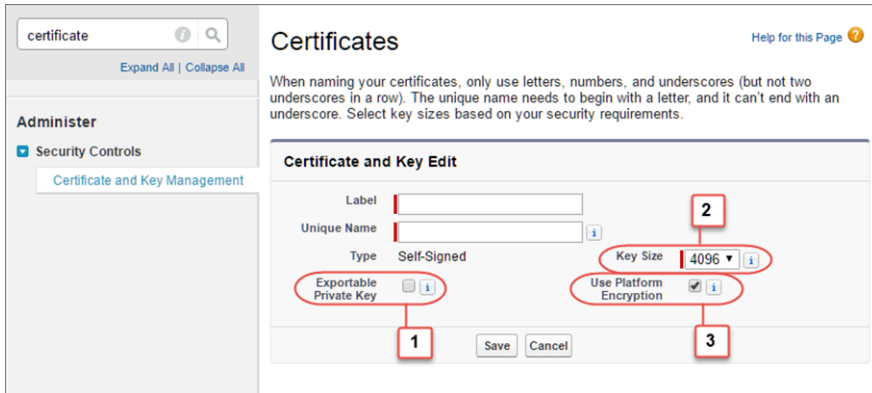 certificate
Expand All | Collapse All
Administer
Security Controls
Certificate and Key Management
Certificates
Help for this Page ?
When naming your certificates, only use letters, numbers, and underscores (but not two
underscores in a row). The unique name needs to begin with a letter, and it can't end with an
underscore. Select key sizes based on your security requirements.
Certificate and Key Edit
Label
Unique Name i
Type Self-Signed
2
Key Size 4096 i
Exportable
Private Key i
Use Platform
Encryption i
1
3
Save Cancel